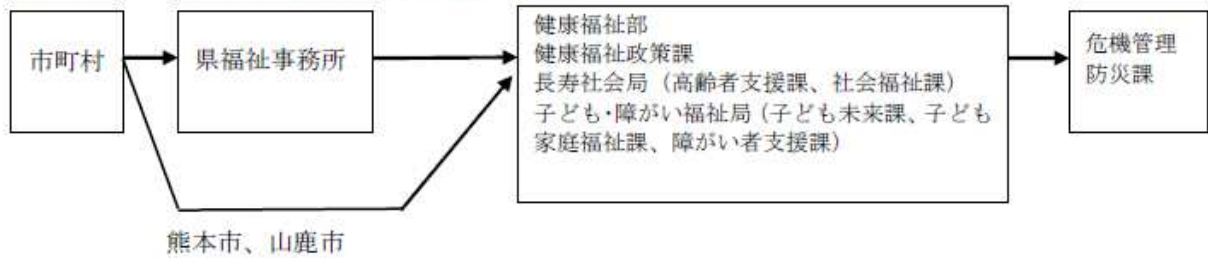 市町村
県福祉事務所
健康福祉部
健康福祉政策課
長寿社会局（高齢者支援課、社会福祉課）
子ども・障がい福祉局（子ども未来課、子ども
家庭福祉課、障がい者支援課）
危機管理
防災課
熊本市、山鹿市